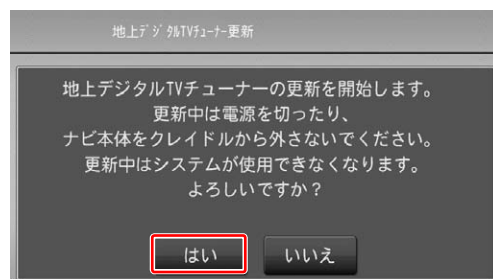 地上ﾃﾞｼﾞﾀﾙTVﾁｭｰﾅｰ更新
地上デジタルTVチューナーの更新を開始します。
更新中は電源を切ったり、
ナビ本体をクレイドルから外さないでください。
更新中はシステムが使用できなくなります。
よろしいですか？
はい
いいえ